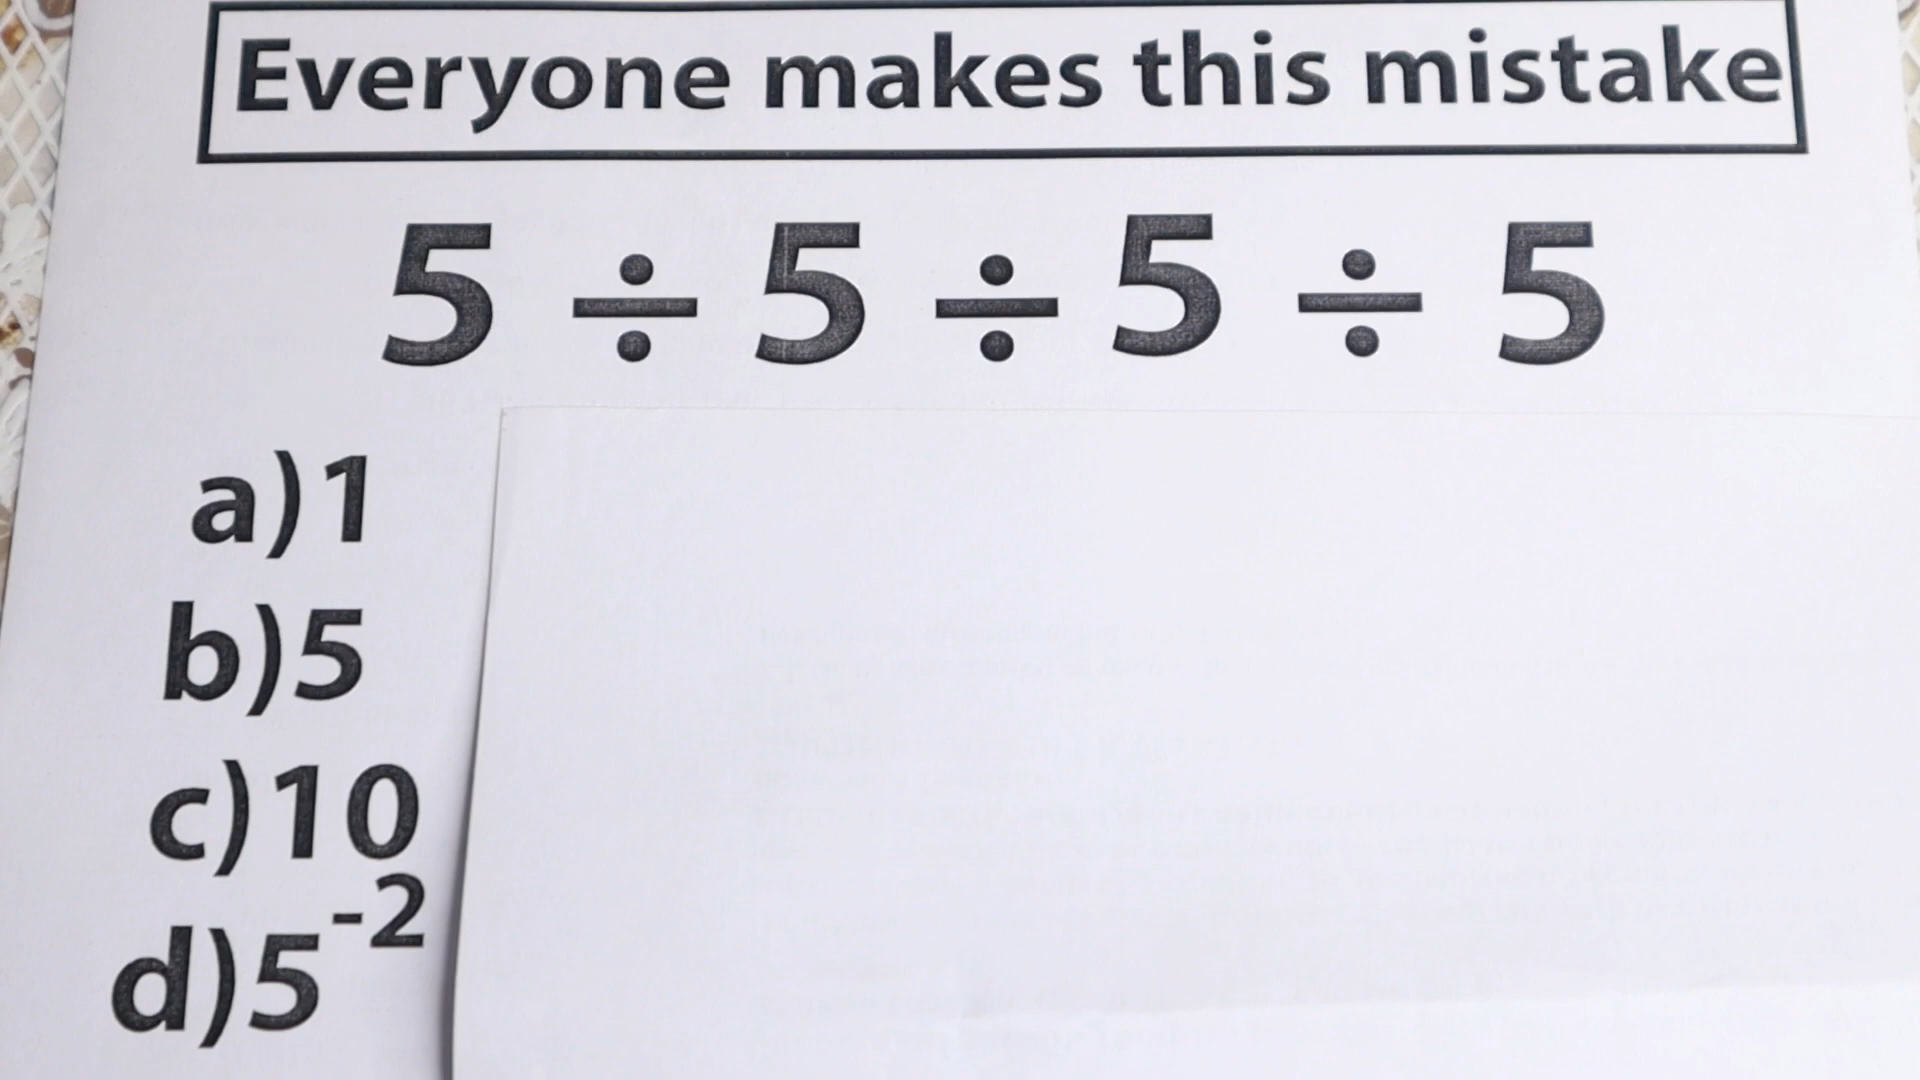 Everyone makes this mistake
5 ÷ 5 ÷ 5 ÷ 5
a)1
b)5
c)10
d)5⁻²